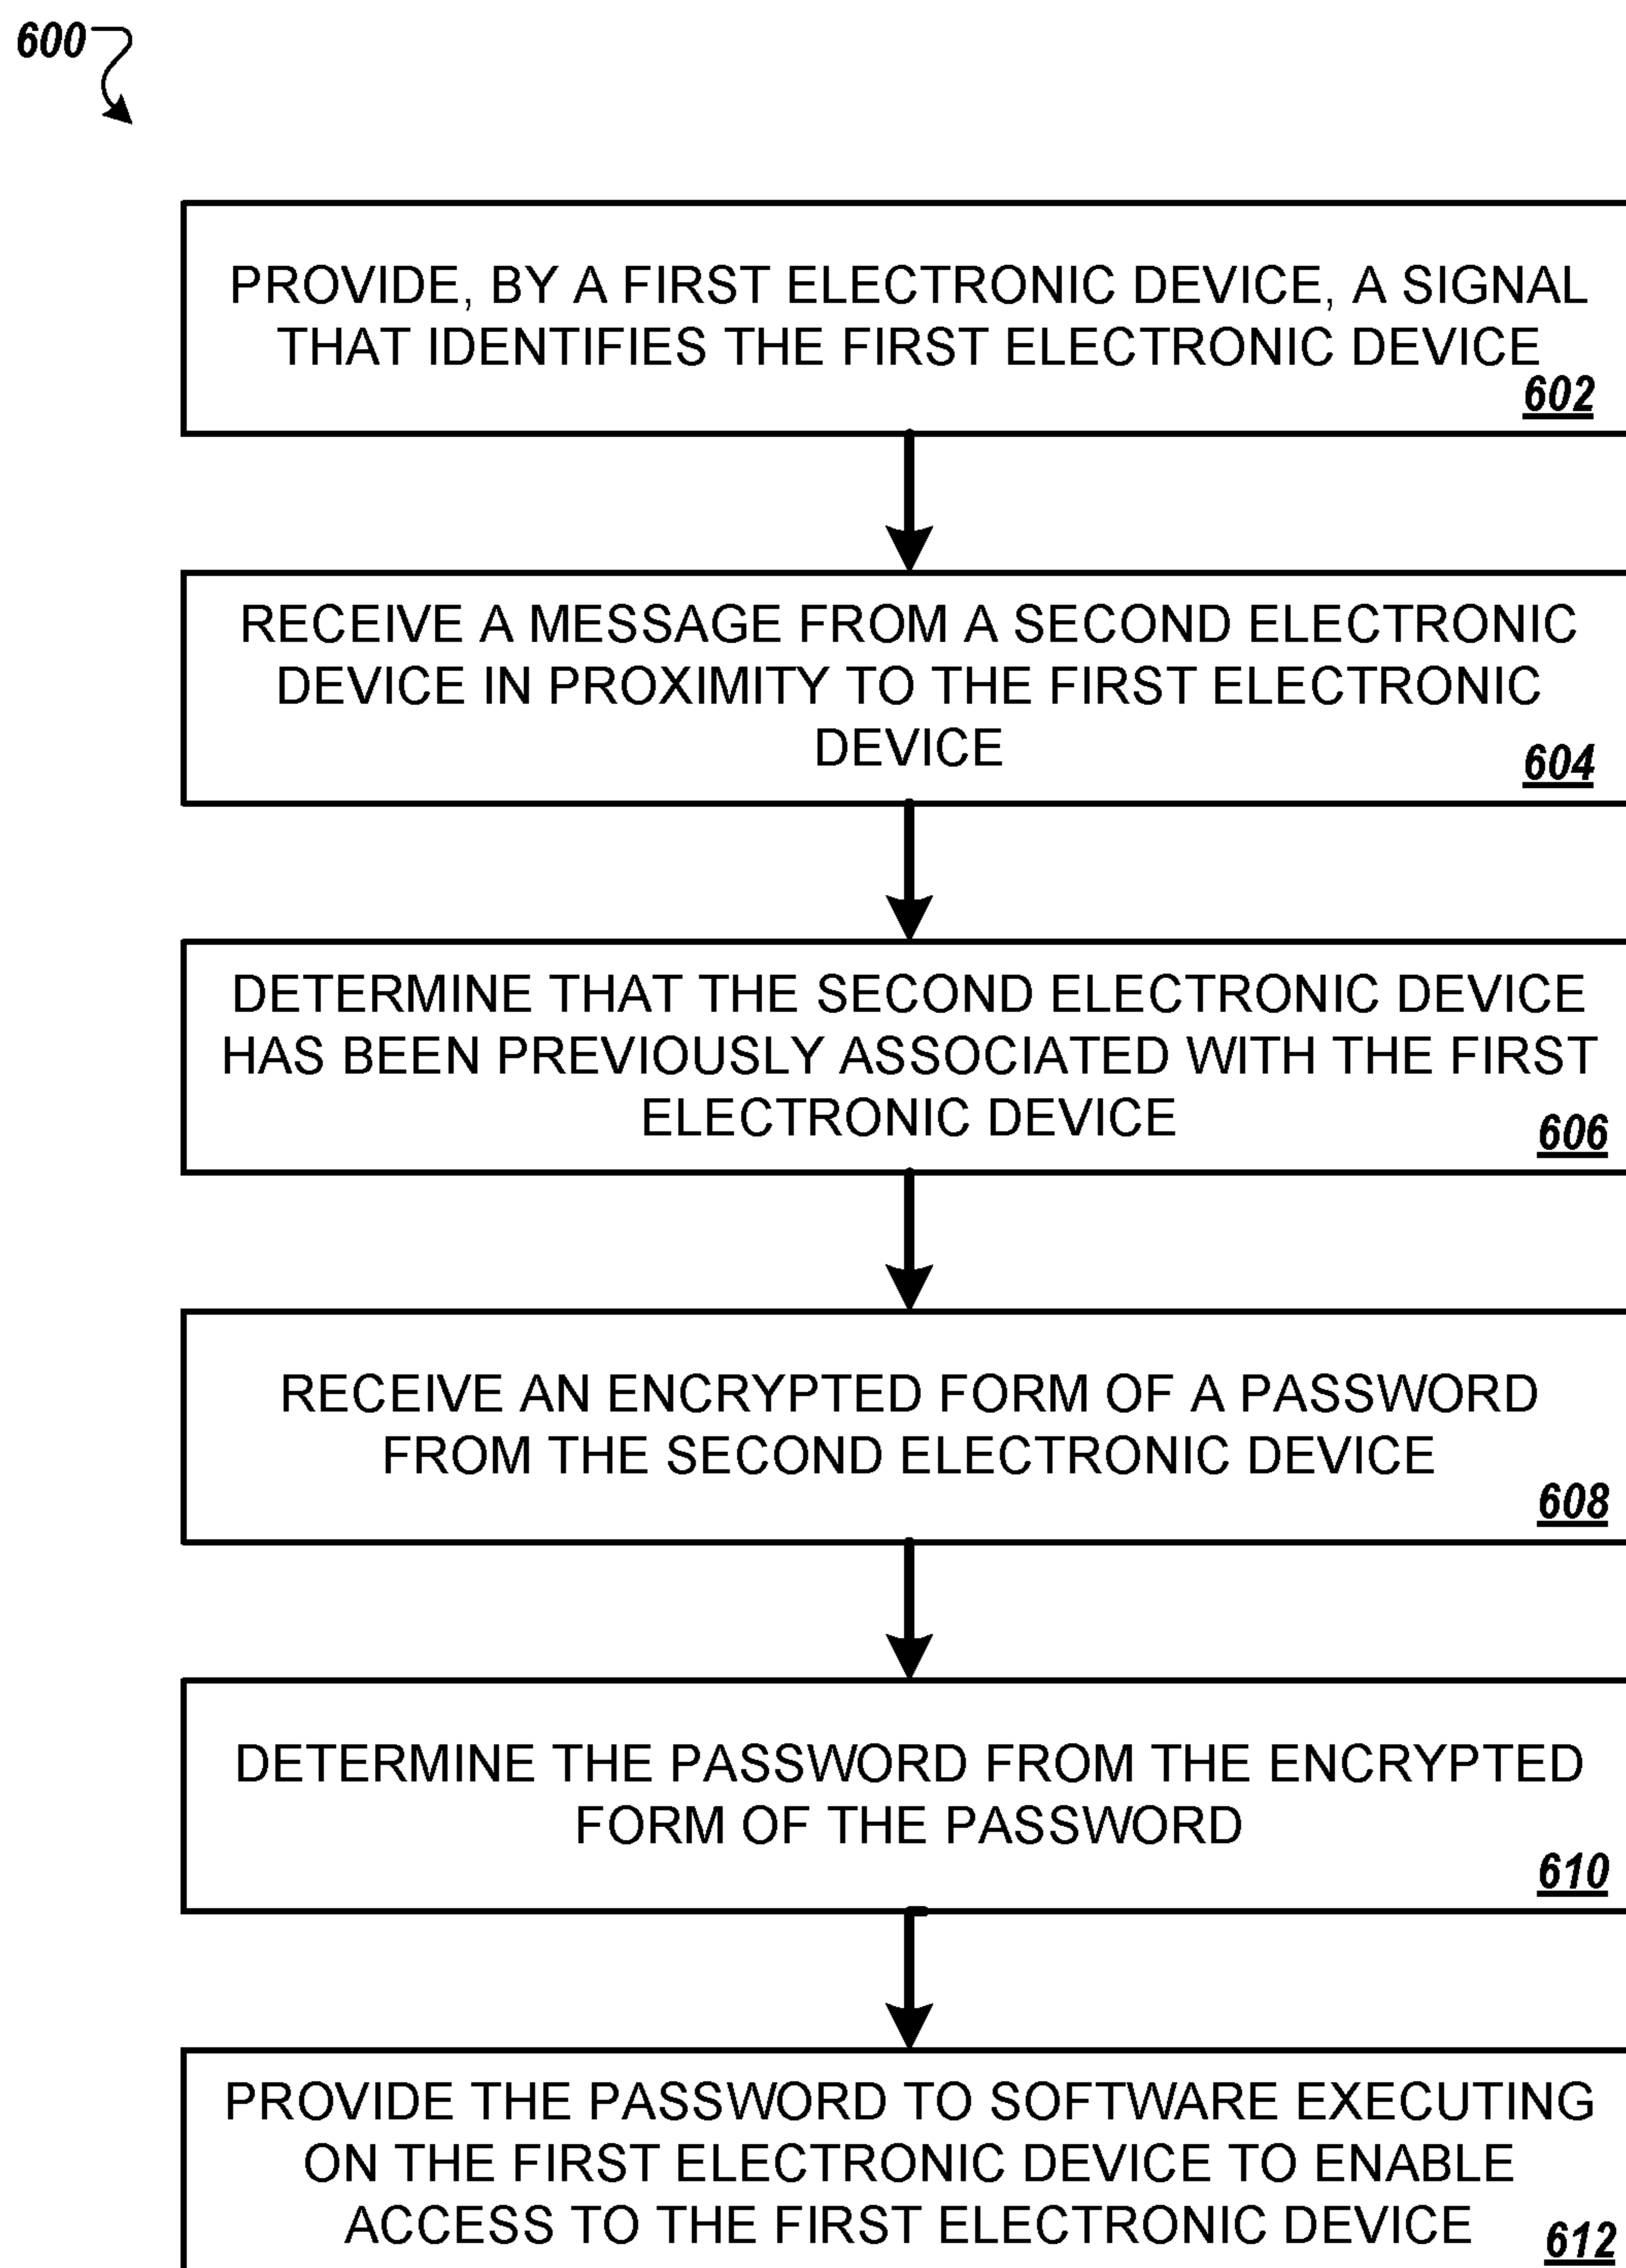 600
PROVIDE, BY A FIRST ELECTRONIC DEVICE, A SIGNAL
THAT IDENTIFIES THE FIRST ELECTRONIC DEVICE
602
RECEIVE A MESSAGE FROM A SECOND ELECTRONIC
DEVICE IN PROXIMITY TO THE FIRST ELECTRONIC
DEVICE
604
DETERMINE THAT THE SECOND ELECTRONIC DEVICE
HAS BEEN PREVIOUSLY ASSOCIATED WITH THE FIRST
ELECTRONIC DEVICE
606
RECEIVE AN ENCRYPTED FORM OF A PASSWORD
FROM THE SECOND ELECTRONIC DEVICE
608
DETERMINE THE PASSWORD FROM THE ENCRYPTED
FORM OF THE PASSWORD
610
PROVIDE THE PASSWORD TO SOFTWARE EXECUTING
ON THE FIRST ELECTRONIC DEVICE TO ENABLE
ACCESS TO THE FIRST ELECTRONIC DEVICE
612